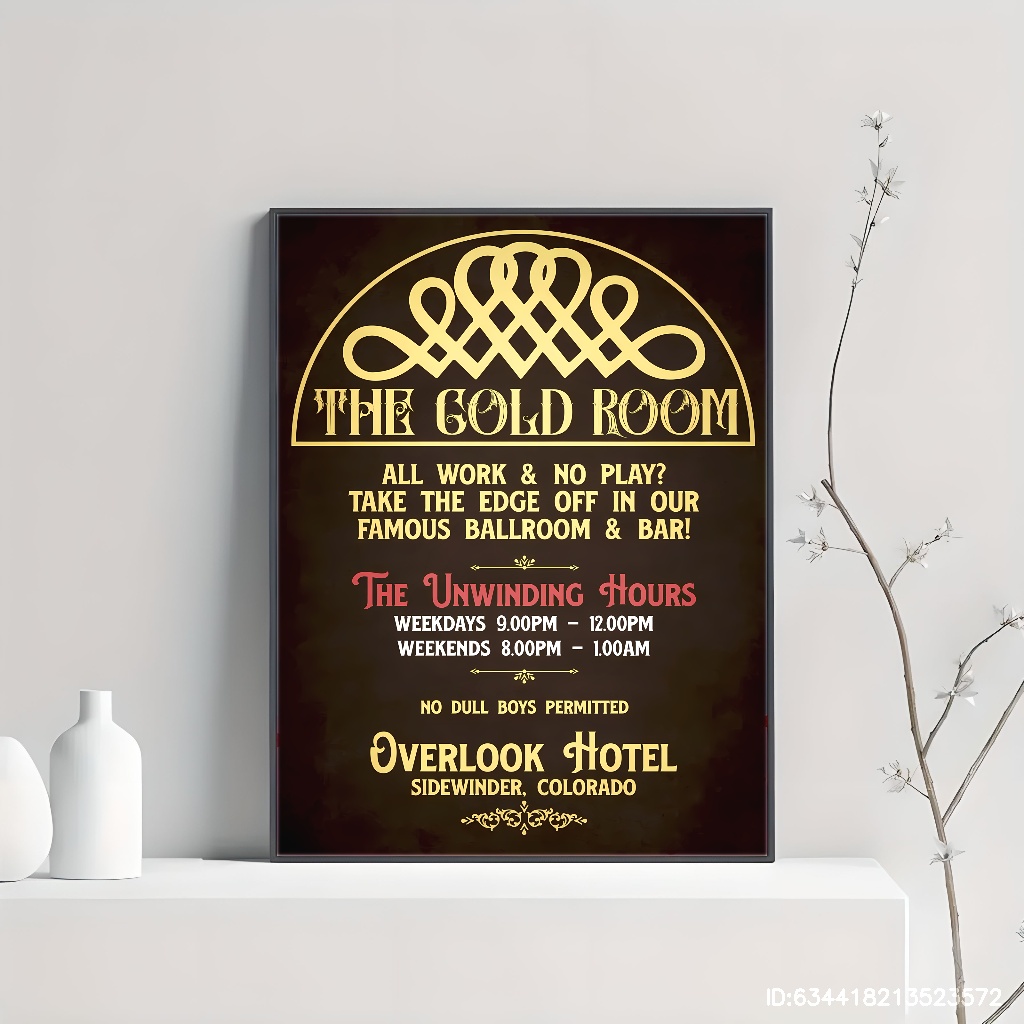 THE GOLD ROOM
ALL WORK & NO PLAY?
TAKE THE EDGE OFF IN OUR
FAMOUS BALLROOM & BAR!
THE UNWINDING HOURS
WEEKDAYS 9.00PM – 12.00PM
WEEKENDS 8.00PM – 1.00AM
NO DULL BOYS PERMITTED
OVERLOOK HOTEL
SIDEWINDER, COLORADO
ID:634418213523572